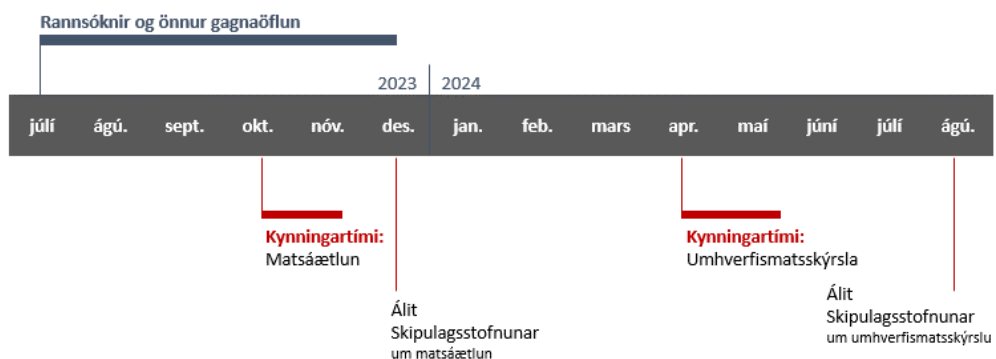 Rannsóknir og önnur gagnaöflun
2023 2024
júlí ágú. sept. okt. nóv. des. jan. feb. mars apr. maí júní júlí ágú.
Kynningartími:
Matsáætlun
Kynningartími:
Umhverfismatsskýrsla
Álit
Skipulagsstofnunar
um matsáætlun
Álit
Skipulagsstofnunar
um umhverfismatsskýrslu